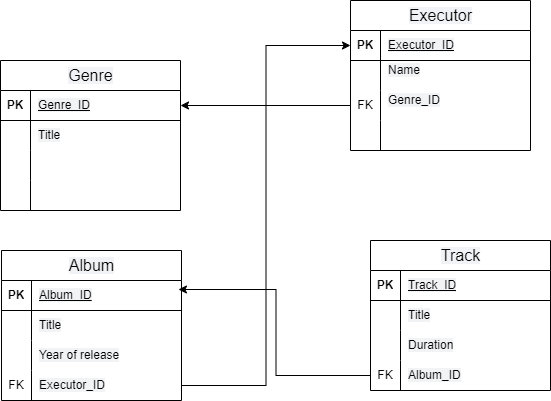 Executor
PK Executor_ID
Name
FK Genre_ID
Genre
PK Genre_ID
Title
Album
PK Album_ID
Title
Year of release
FK Executor_ID
Track
PK Track_ID
Title
Duration
FK Album_ID